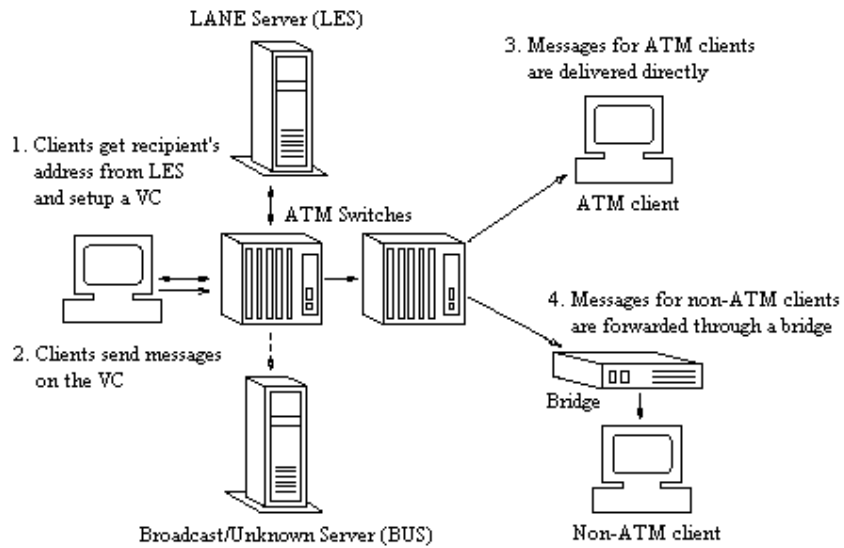 LANE Server (LES)
3. Messages for ATM clients
are delivered directly
1. Clients get recipient's
address from LES
and setup a VC
ATM Switches
ATM client
4. Messages for non-ATM clients
are forwarded through a bridge
2. Clients send messages
on the VC
Bridge
Broadcast/Unknown Server (BUS)
Non-ATM client